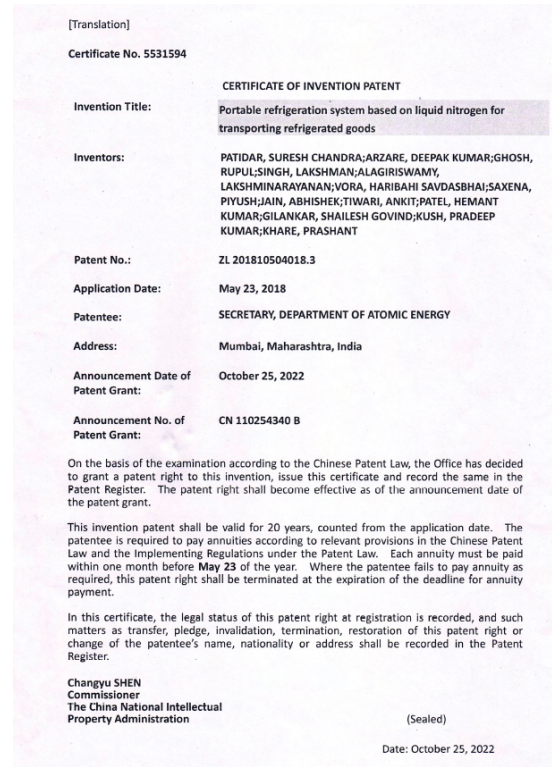 [Translation]
Certificate No. 5531594
CERTIFICATE OF INVENTION PATENT
Invention Title:
Portable refrigeration system based on liquid nitrogen for
transporting refrigerated goods
Inventors:
PATIDAR, SURESH CHANDRA;ARZARE, DEEPAK KUMAR;GHOSH,
RUPUL;SINGH, LAKSHMAN;ALAGIRISWAMY,
LAKSHMINARAYANAN;VORA, HARIBAHI SAVDASBHAI;SAXENA,
PIYUSH;JAIN, ABHISHEK;TIWARI, ANKIT;PATEL, HEMANT
KUMAR;GILANKAR, SHAILESH GOVIND;KUSH, PRADEEP
KUMAR;KHARE, PRASHANT
Patent No.:
ZL 201810504018.3
Application Date:
May 23, 2018
Patentee:
SECRETARY, DEPARTMENT OF ATOMIC ENERGY
Address:
Mumbai, Maharashtra, India
Announcement Date of
Patent Grant:
October 25, 2022
Announcement No. of
Patent Grant:
CN 110254340 B
On the basis of the examination according to the Chinese Patent Law, the Office has decided
to grant a patent right to this invention, issue this certificate and record the same in the
Patent Register. The patent right shall become effective as of the announcement date of
the patent grant.
This invention patent shall be valid for 20 years, counted from the application date. The
patentee is required to pay annuities according to relevant provisions in the Chinese Patent
Law and the Implementing Regulations under the Patent Law. Each annuity must be paid
within one month before May 23 of the year. Where the patentee fails to pay annuity as
required, this patent right shall be terminated at the expiration of the deadline for annuity
payment.
In this certificate, the legal status of this patent right at registration is recorded, and such
matters as transfer, pledge, invalidation, termination, restoration of this patent right or
change of the patentee's name, nationality or address shall be recorded in the Patent
Register.
Changyu SHEN
Commissioner
The China National Intellectual
Property Administration
(Sealed)
Date: October 25, 2022